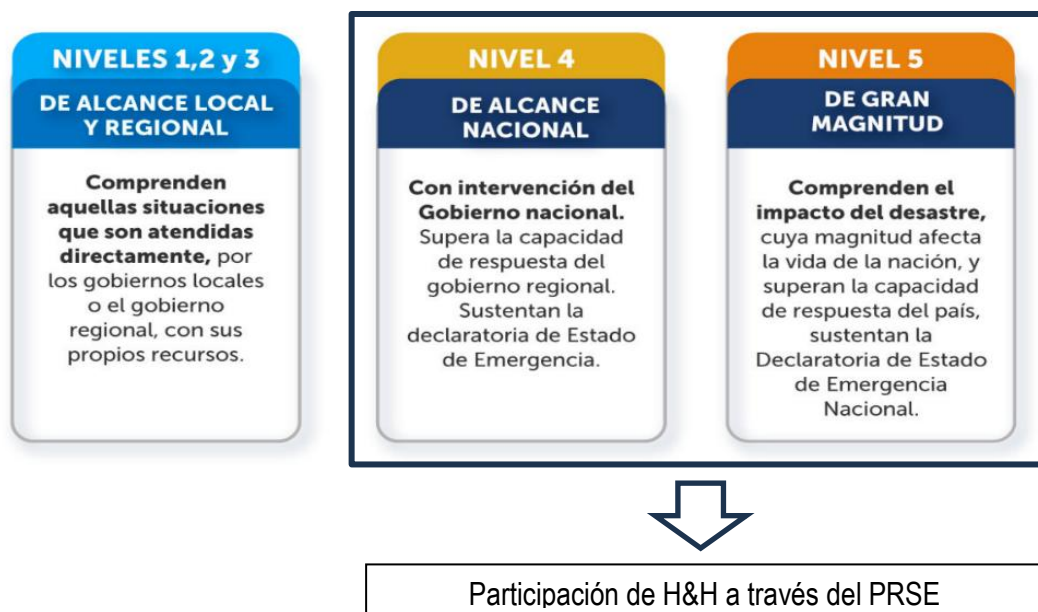 NIVELES 1,2 y 3
DE ALCANCE LOCAL
Y REGIONAL
Comprenden
aquellas situaciones
que son atendidas
directamente, por
los gobiernos locales
o el gobierno
regional, con sus
propios recursos.
NIVEL 4
DE ALCANCE
NACIONAL
Con intervención del
Gobierno nacional.
Supera la capacidad
de respuesta del
gobierno regional.
Sustentan la
declaratoria de Estado
de Emergencia.
NIVEL 5
DE GRAN
MAGNITUD
Comprenden el
impacto del desastre,
cuya magnitud afecta
la vida de la nación, y
superan la capacidad
de respuesta del país,
sustentan la
Declaratoria de Estado
de Emergencia
Nacional.
Participación de H&H a través del PRSE